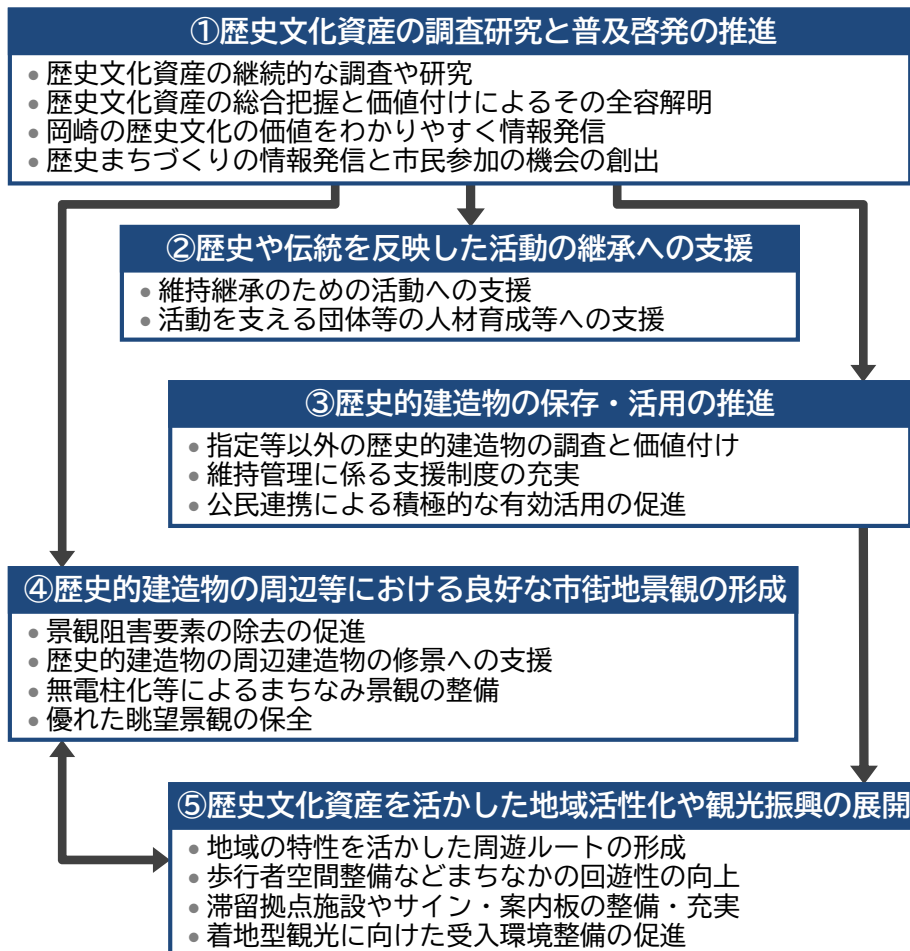 ①歴史文化資産の調査研究と普及啓発の推進
• 歴史文化資産の継続的な調査や研究
• 歴史文化資産の総合把握と価値付けによるその全容解明
• 岡崎の歴史文化の価値をわかりやすく情報発信
• 歴史まちづくりの情報発信と市民参加の機会の創出
②歴史や伝統を反映した活動の継承への支援
• 維持継承のための活動への支援
• 活動を支える団体等の人材育成等への支援
③歴史的建造物の保存・活用の推進
• 指定等以外の歴史的建造物の調査と価値付け
• 維持管理に係る支援制度の充実
• 公民連携による積極的な有効活用の促進
④歴史的建造物の周辺等における良好な市街地景観の形成
• 景観阻害要素の除去の促進
• 歴史的建造物の周辺建造物の修景への支援
• 無電柱化等によるまちなみ景観の整備
• 優れた眺望景観の保全
⑤歴史文化資産を活かした地域活性化や観光振興の展開
• 地域の特性を活かした周遊ルートの形成
• 歩行者空間整備などまちなかの回遊性の向上
• 滞留拠点施設やサイン・案内板の整備・充実
• 着地型観光に向けた受入環境整備の促進